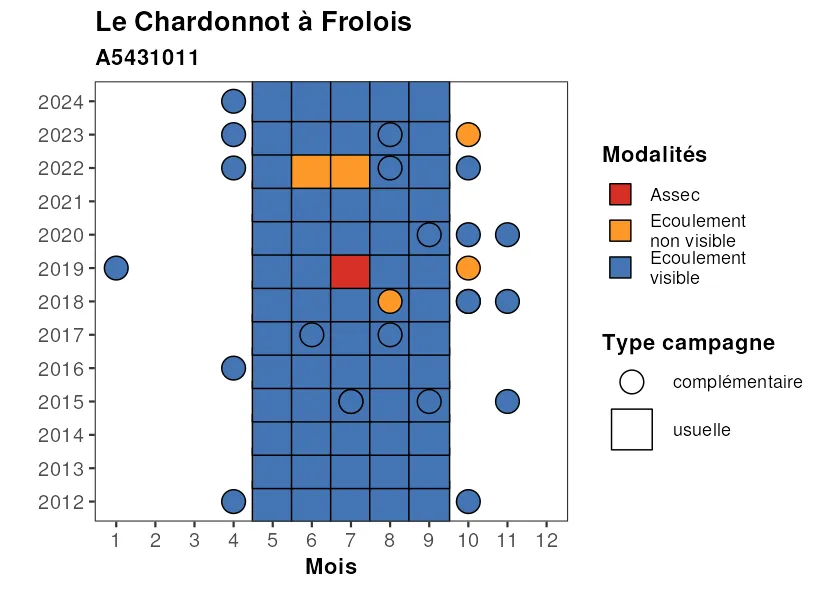 Le Chardonnot à Frolois
A5431011
2024
2023
2022
2021
2020
2019
2018
2017
2016
2015
2014
2013
2012
1 2 3 4 5 6 7 8 9 10 11 12
Mois
Modalités
Assec
Ecoulement
non visible
Ecoulement
visible
Type campagne
complémentaire
usuelle